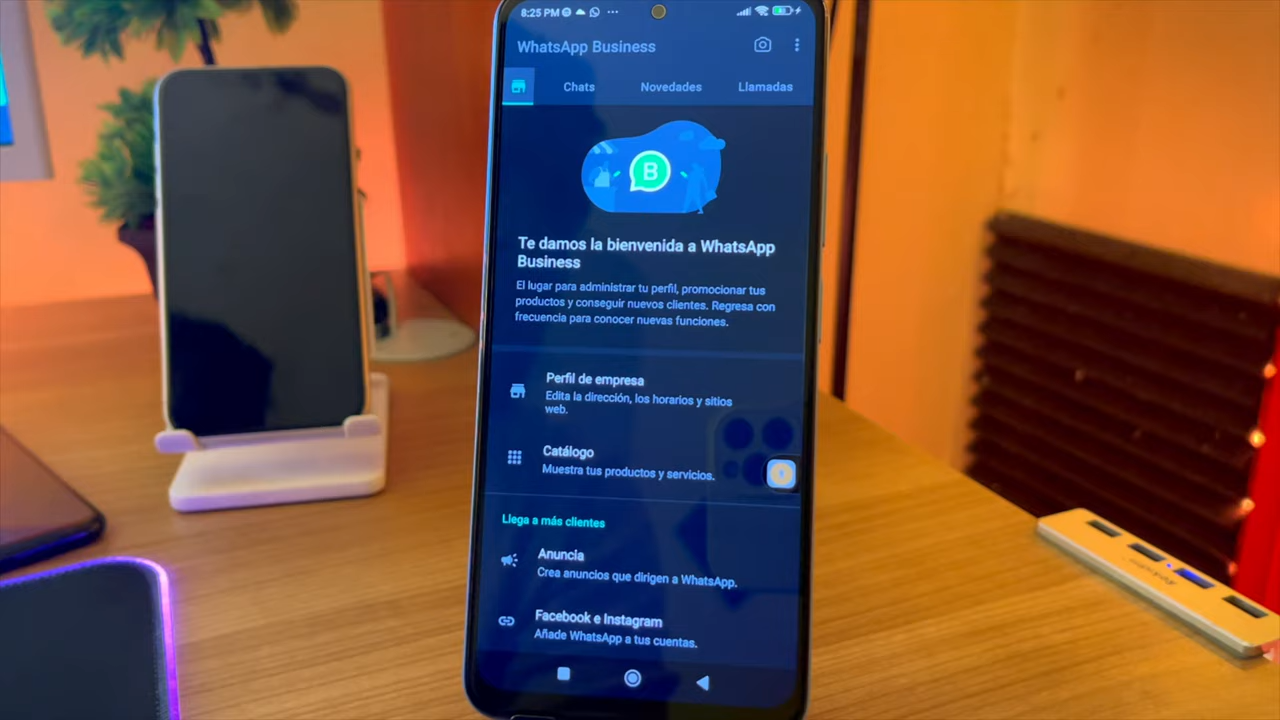 8:25 PM
WhatsApp Business
Chats Novedades Llamadas
B
Te damos la bienvenida a WhatsApp
Business
El lugar para administrar tu perfil, promocionar tus
productos y conseguir nuevos clientes. Regresa con
frecuencia para conocer nuevas funciones.
Perfil de empresa
Edita la dirección, los horarios y sitios
web.
Catálogo
Muestra tus productos y servicios.
Llega a más clientes
Anuncia
Crea anuncios que dirigen a WhatsApp.
Facebook e Instagram
Añade WhatsApp a tus cuentas.